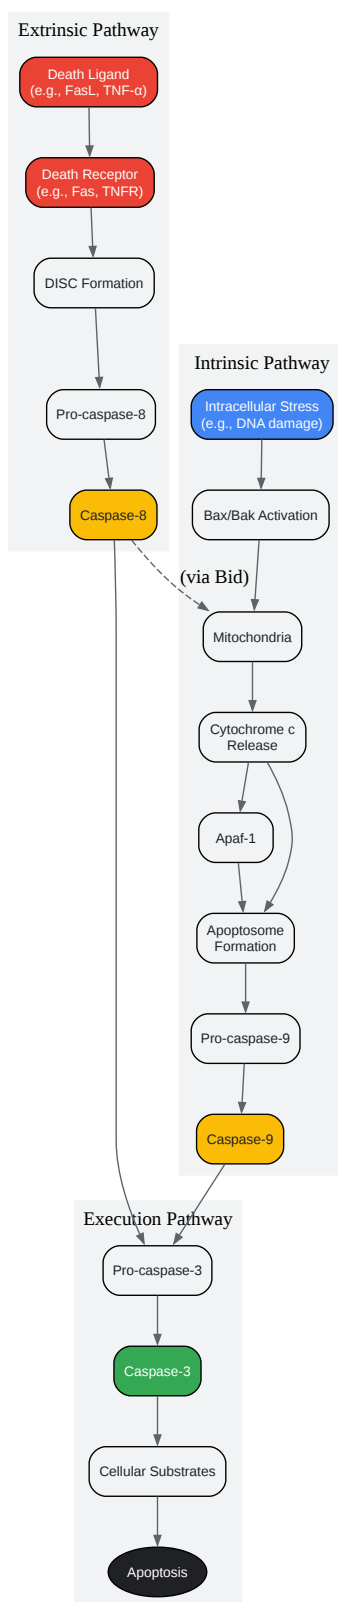 Extrinsic Pathway
Death Ligand
(e.g., FasL, TNF-α)
Death Receptor
(e.g., Fas, TNFR)
DISC Formation
Pro-caspase-8
Caspase-8
Intrinsic Pathway
Intracellular Stress
(e.g., DNA damage)
Bax/Bak Activation
(via Bid)
Mitochondria
Cytochrome c
Release
Apaf-1
Apoptosome
Formation
Pro-caspase-9
Caspase-9
Execution Pathway
Pro-caspase-3
Caspase-3
Cellular Substrates
Apoptosis